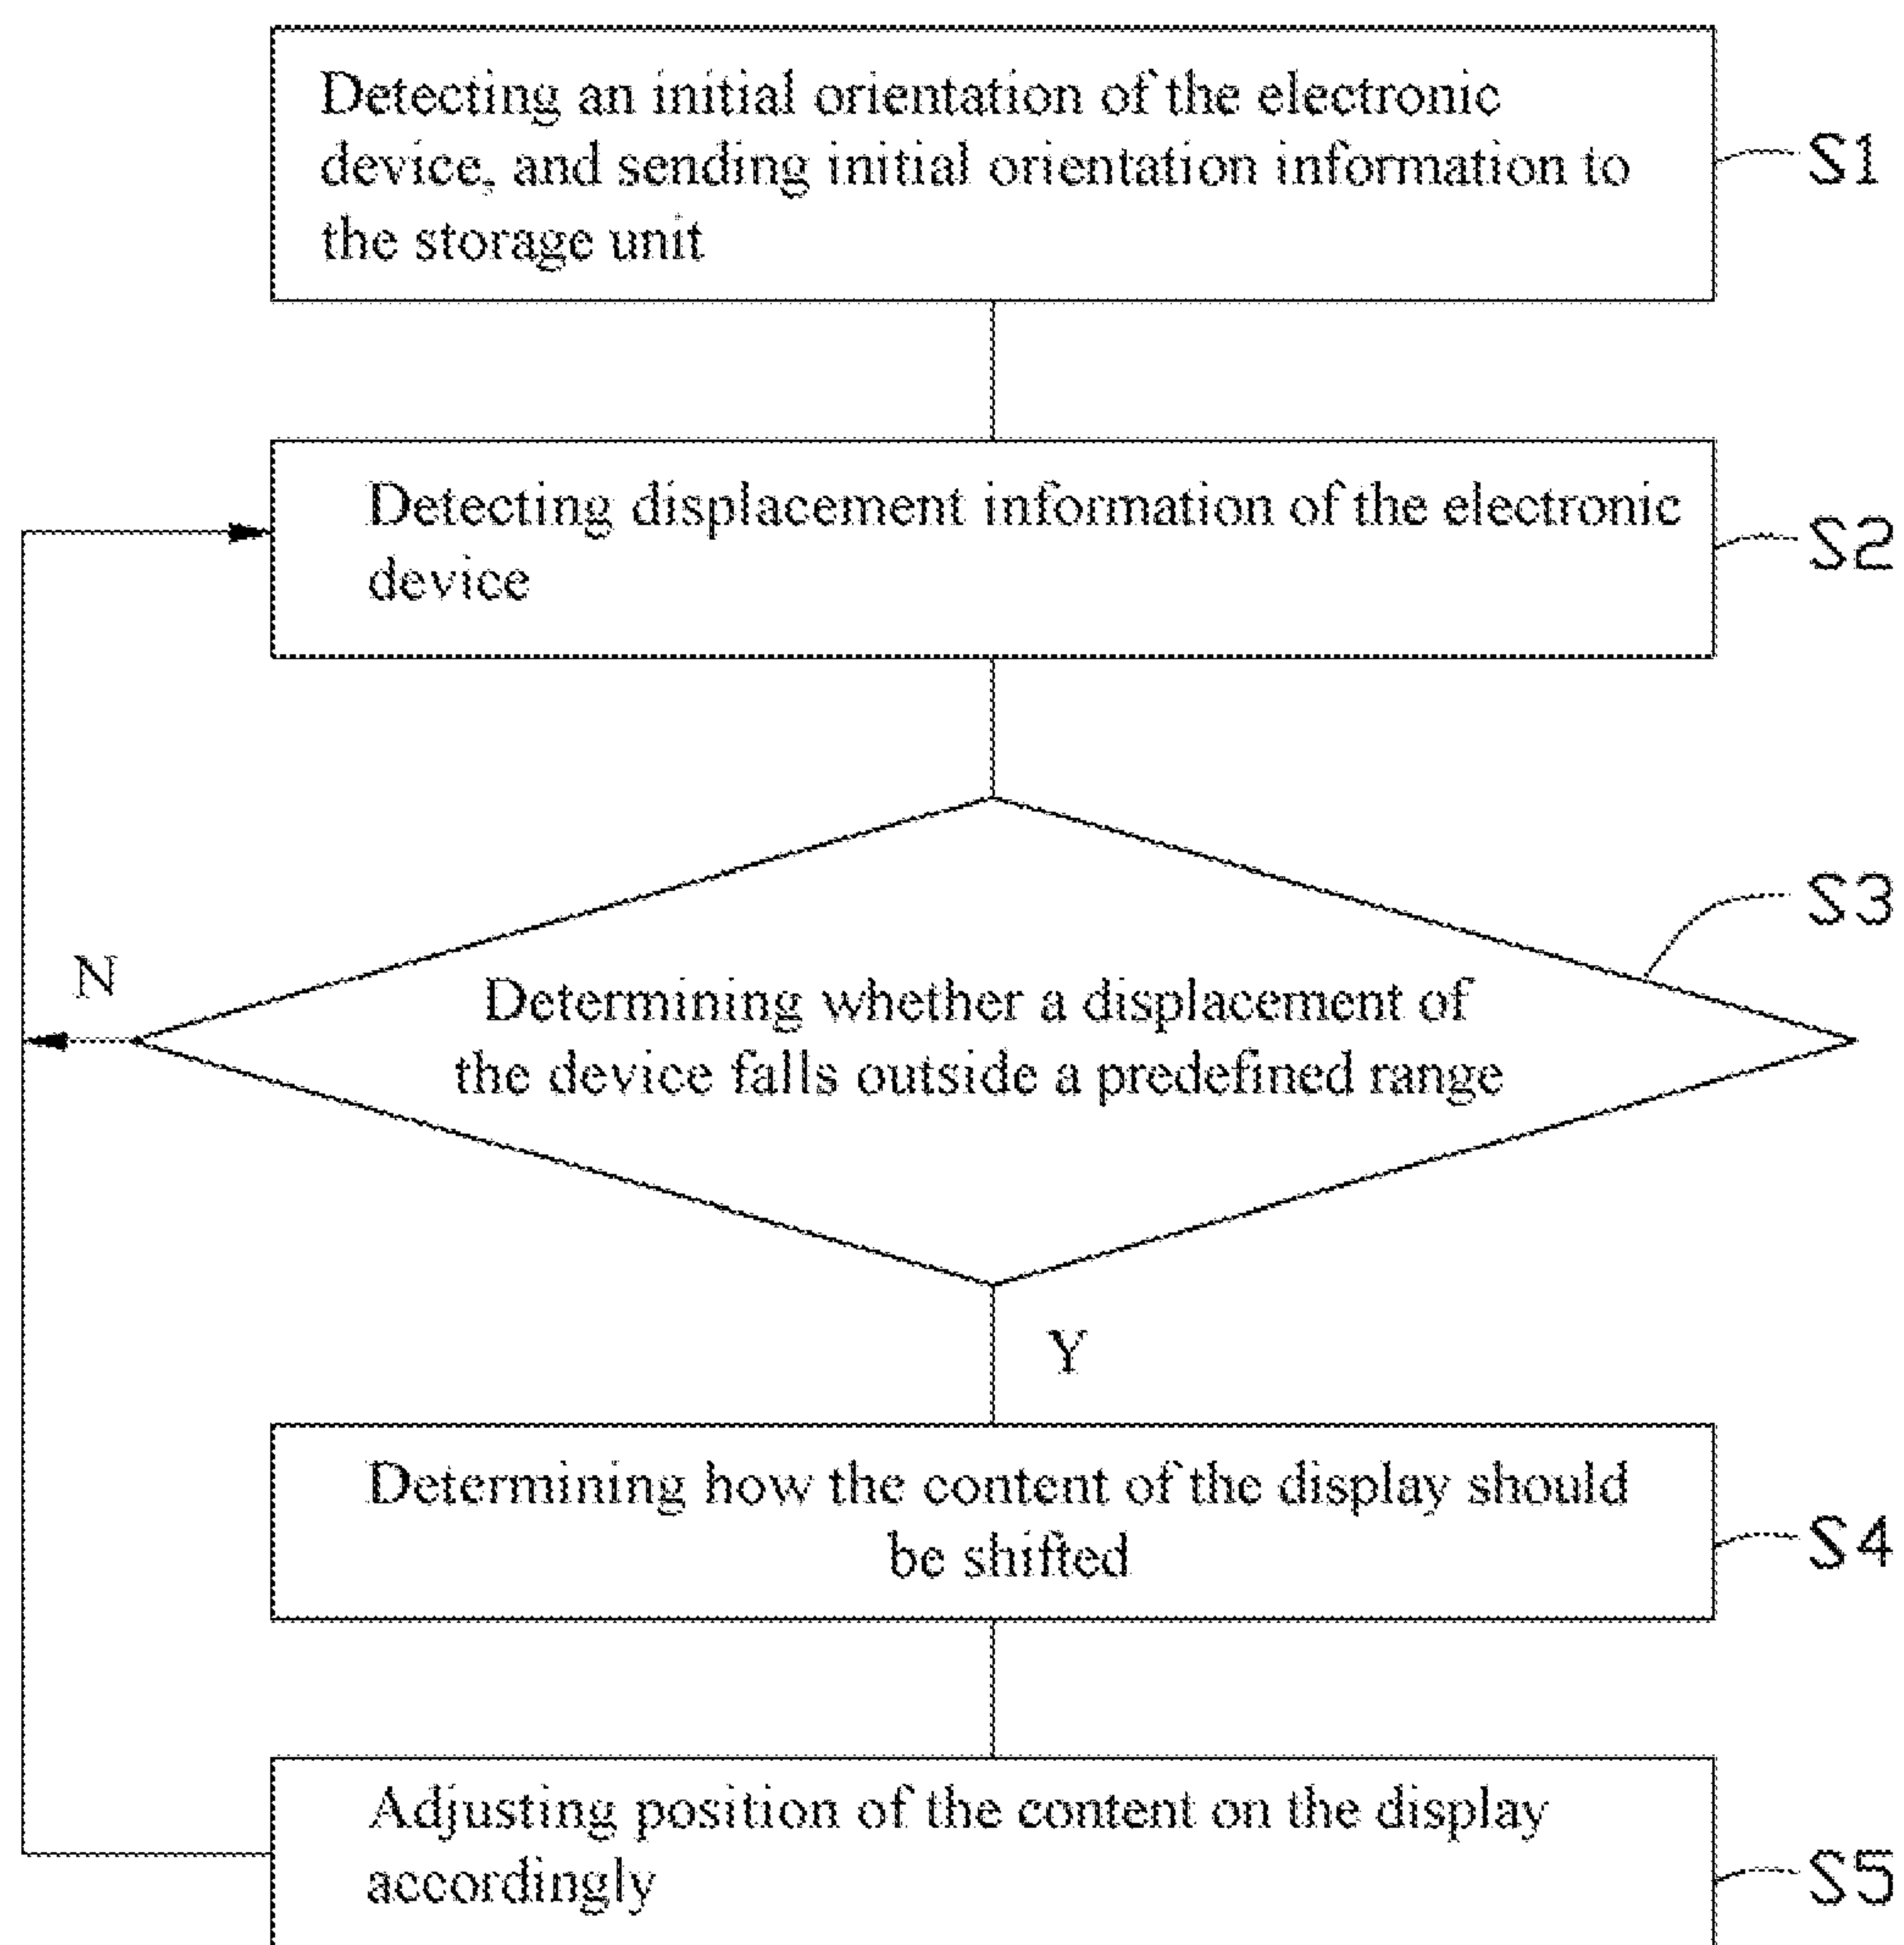 Detecting an initial orientation of the electronic
device, and sending initial orientation information to
the storage unit
S1
Detecting displacement information of the electronic
device
S2
S3
N
Determining whether a displacement of
the device falls outside a predefined range
Y
Determining how the content of the display should
be shifted
S4
Adjusting position of the content on the display
accordingly
S5